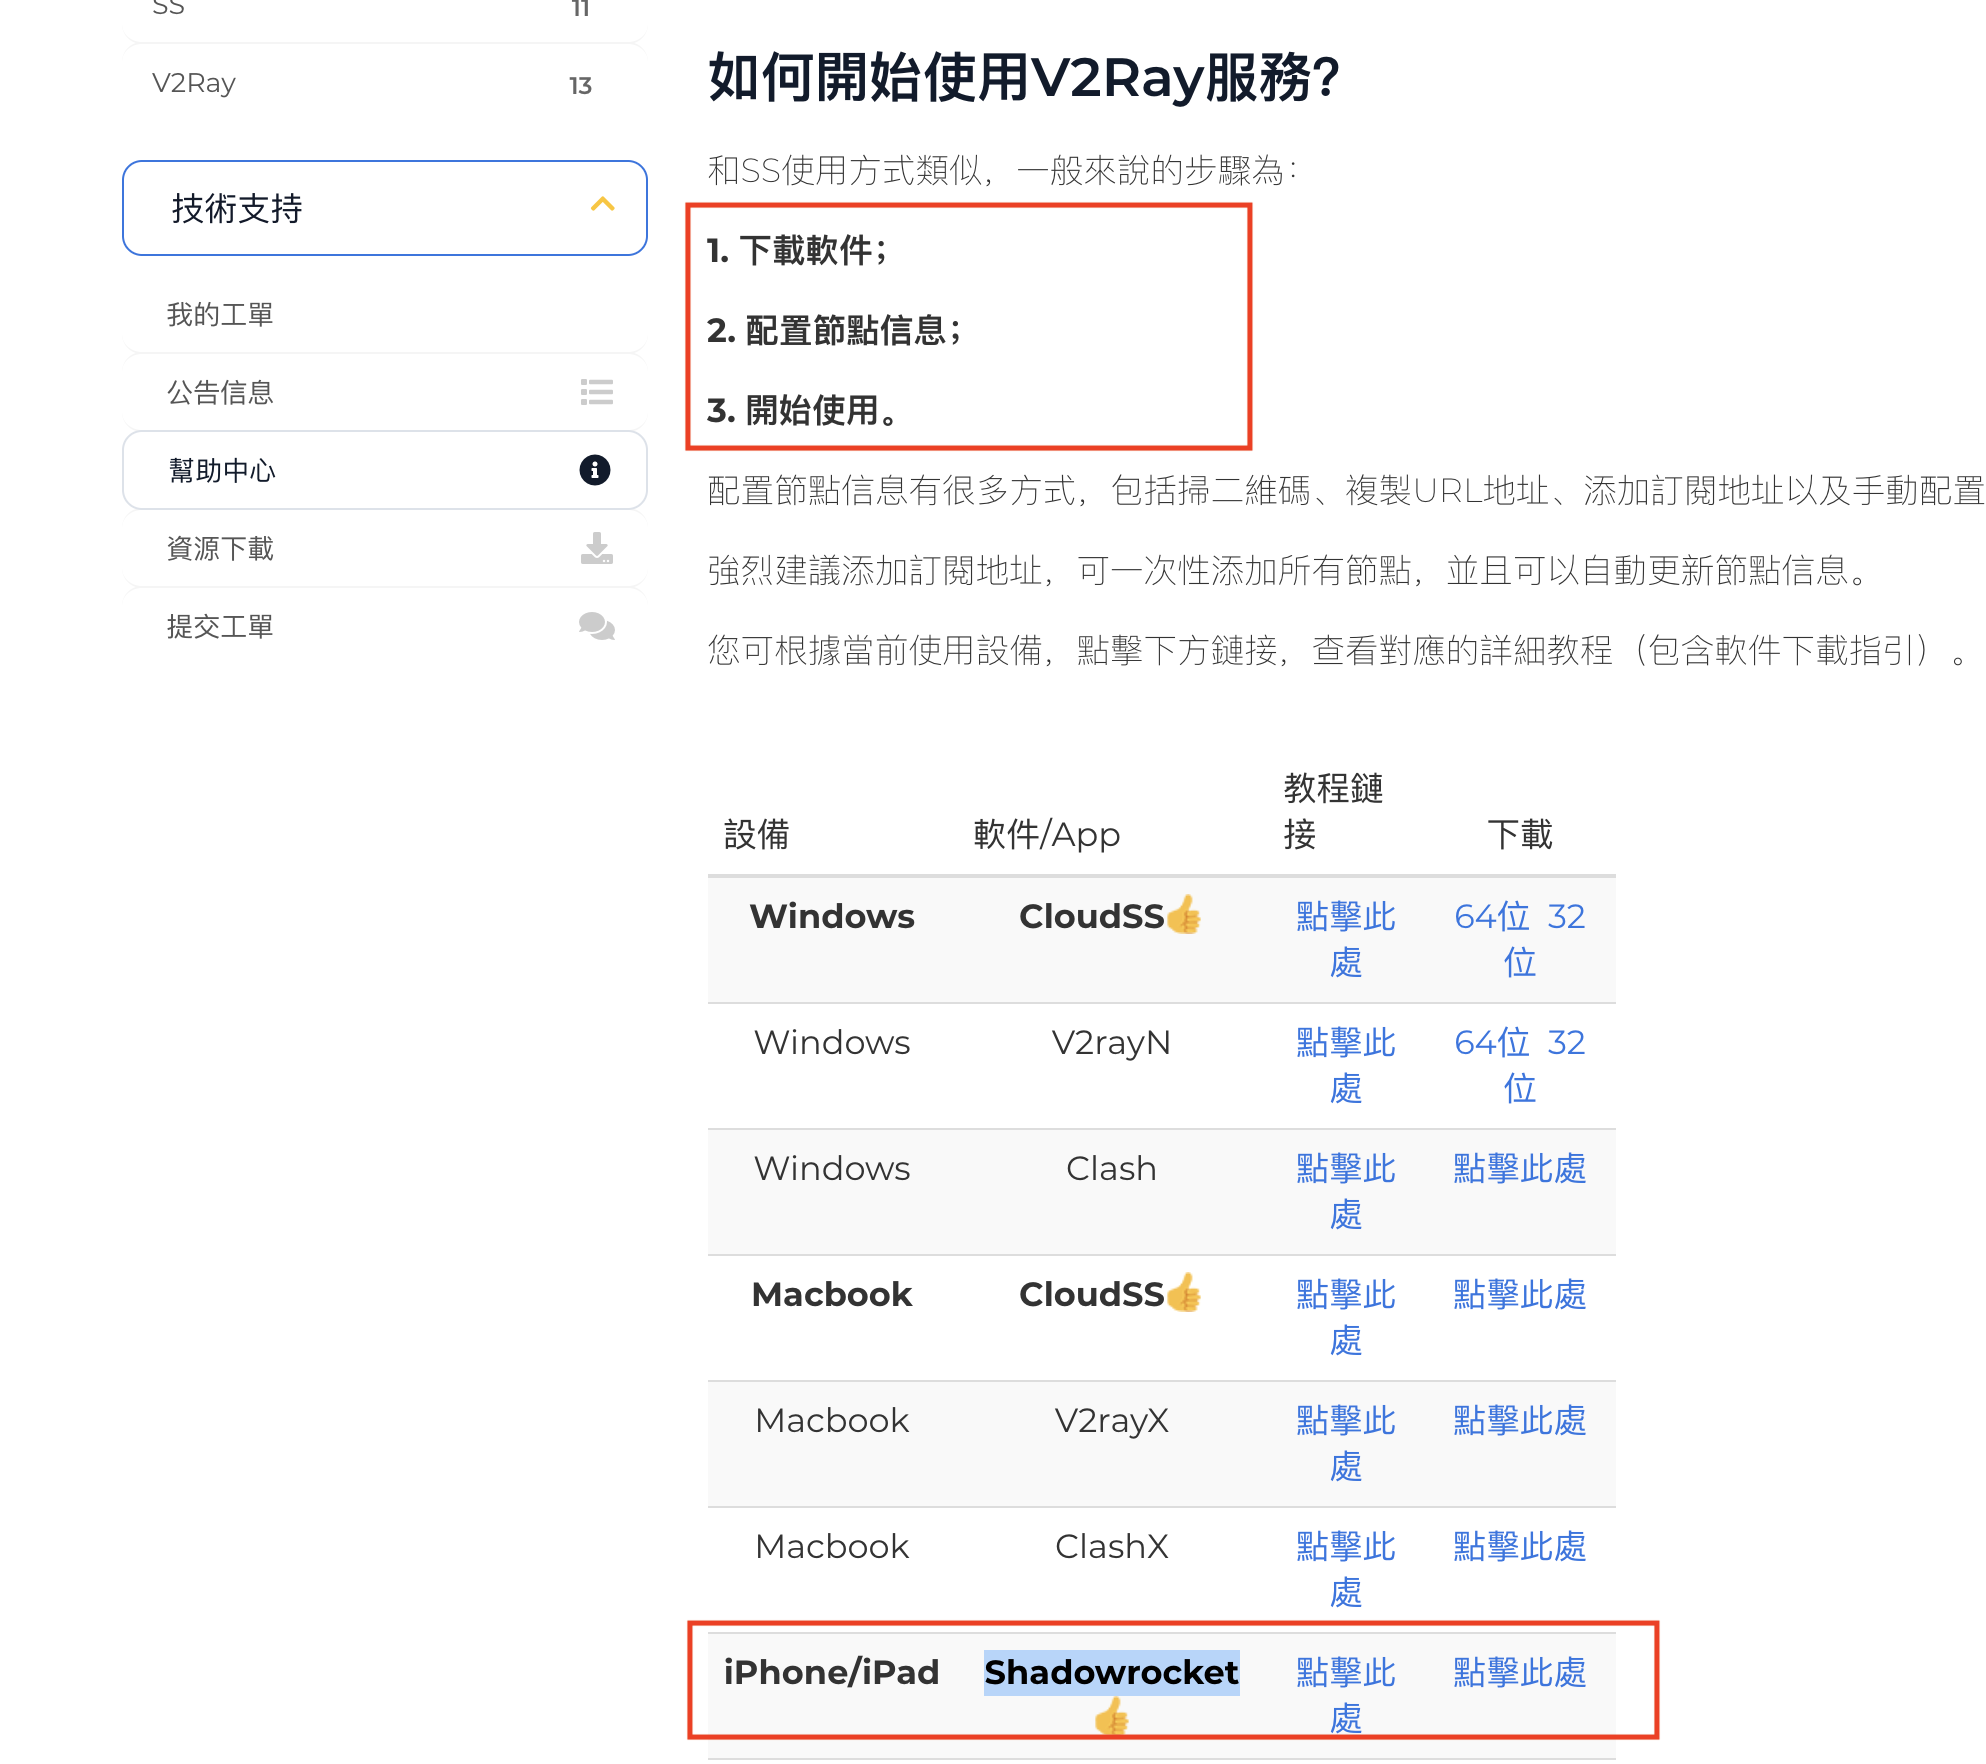 SS 11
V2Ray 13
技術支持
我的工單
公告信息
幫助中心
資源下載
提交工單
如何開始使用V2Ray服務?
和SS使用方式類似，一般來說的步驟為：
1. 下載軟件；
2. 配置節點信息；
3. 開始使用。
配置節點信息有很多方式，包括掃二維碼、複製URL地址、添加訂閱地址以及手動配置
強烈建議添加訂閱地址，可一次性添加所有節點，並且可以自動更新節點信息。
您可根據當前使用設備，點擊下方鏈接，查看對應的詳細教程（包含軟件下載指引）。
教程鏈
設備 軟件/App 接 下載
Windows CloudSS👍 點擊此 64位 32
處 位
Windows V2rayN 點擊此 64位 32
處 位
Windows Clash 點擊此 點擊此處
處
Macbook CloudSS👍 點擊此 點擊此處
處
Macbook V2rayX 點擊此 點擊此處
處
Macbook ClashX 點擊此 點擊此處
處
iPhone/iPad Shadowrocket 點擊此 點擊此處
👍 處